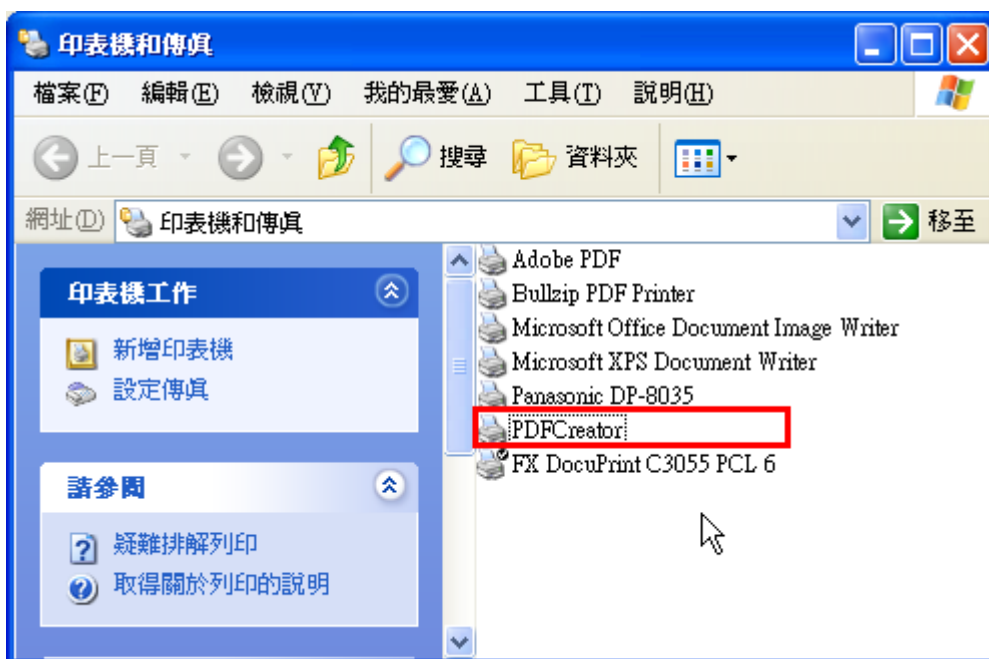 印表機和傳真
檔案(F) 編輯(E) 檢視(V) 我的最愛(A) 工具(T) 說明(H)
上一頁 搜尋 資料夾
網址(D) 印表機和傳真 移至
印表機工作
新增印表機
設定傳真
請參閱
疑難排解列印
取得關於列印的說明
Adobe PDF
Bullzip PDF Printer
Microsoft Office Document Image Writer
Microsoft XPS Document Writer
Panasonic DP-8035
PDFCreator
FX DocuPrint C3055 PCL 6